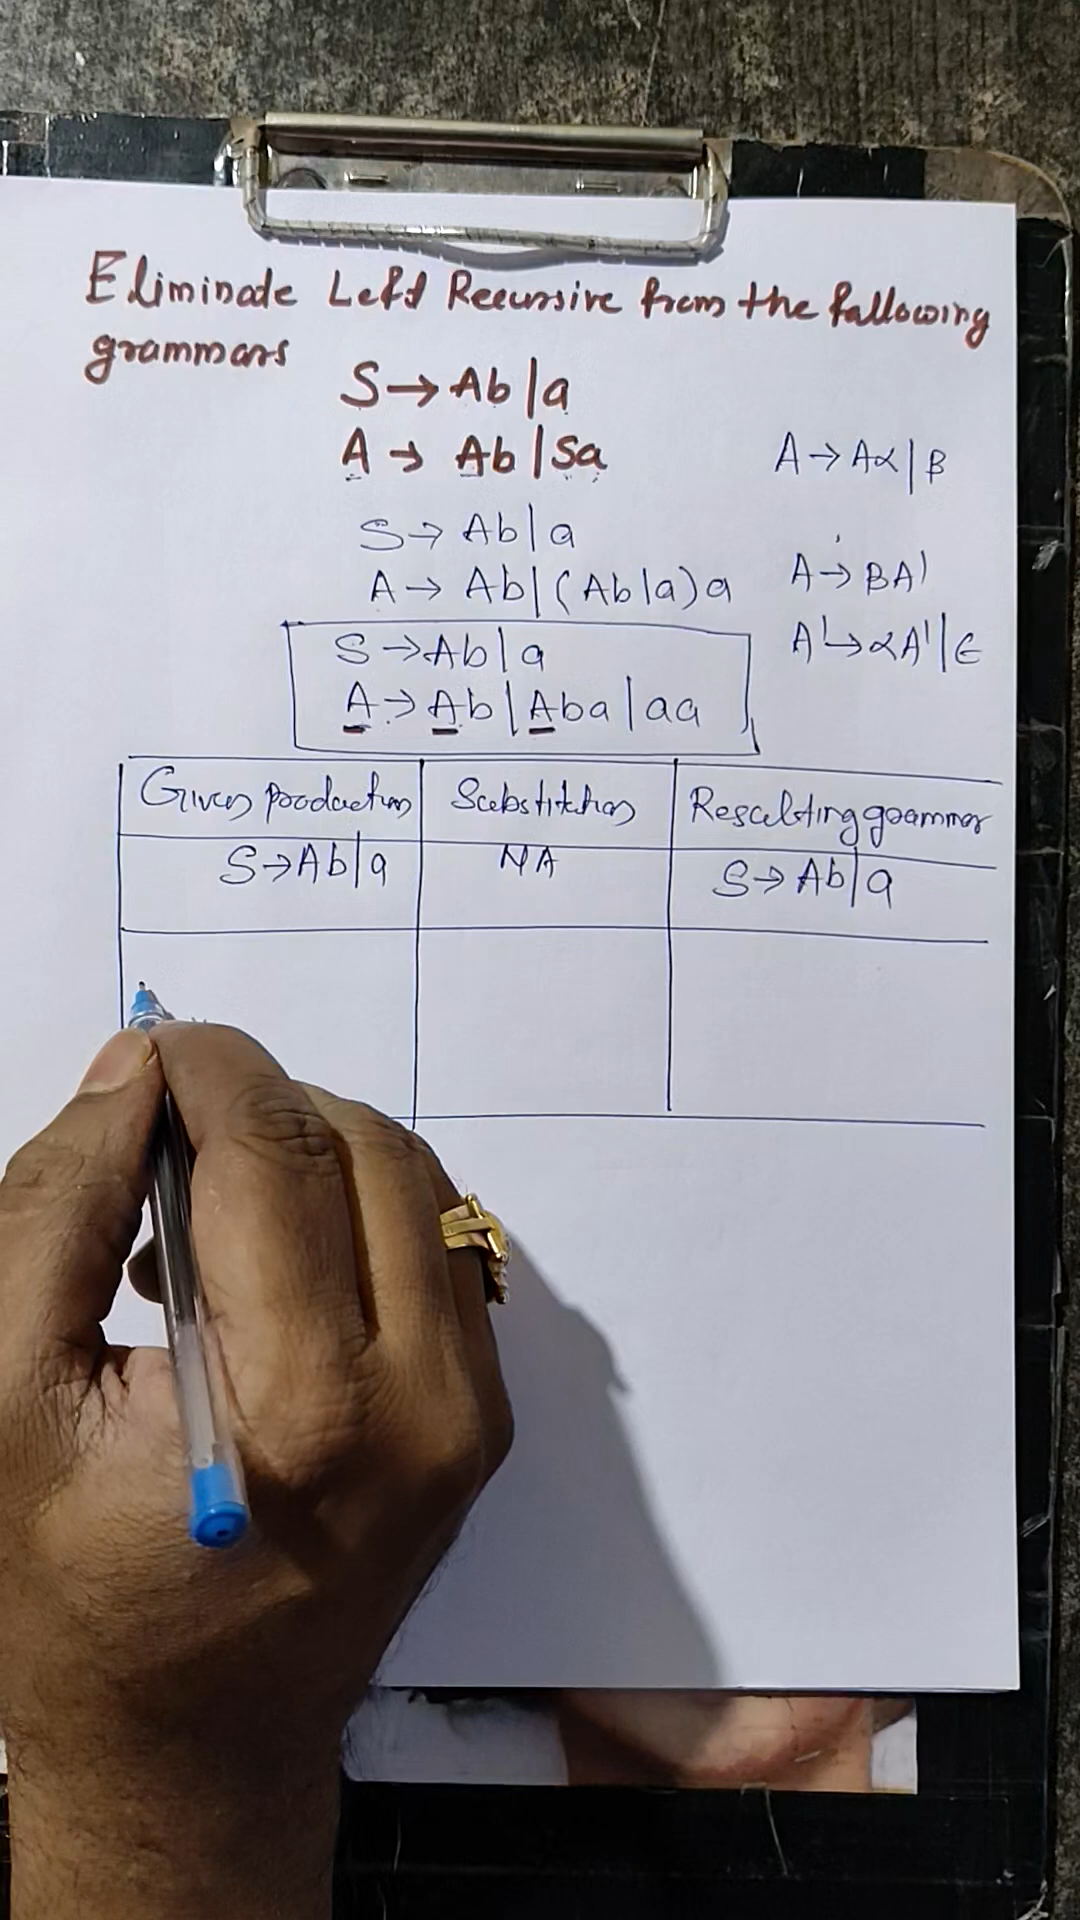 Eliminade Left Recursive from the following
grammars
S → Ab | a
A → Ab | Sa
A → Aα | β
S → Ab | a
A → Ab | (Ab | a) a
A → βA'
A' → αA' | ε
S → Ab | a
A → Ab | Aba | aa
Given production Substitution Resulting grammar
S → Ab | a NA S → Ab | a